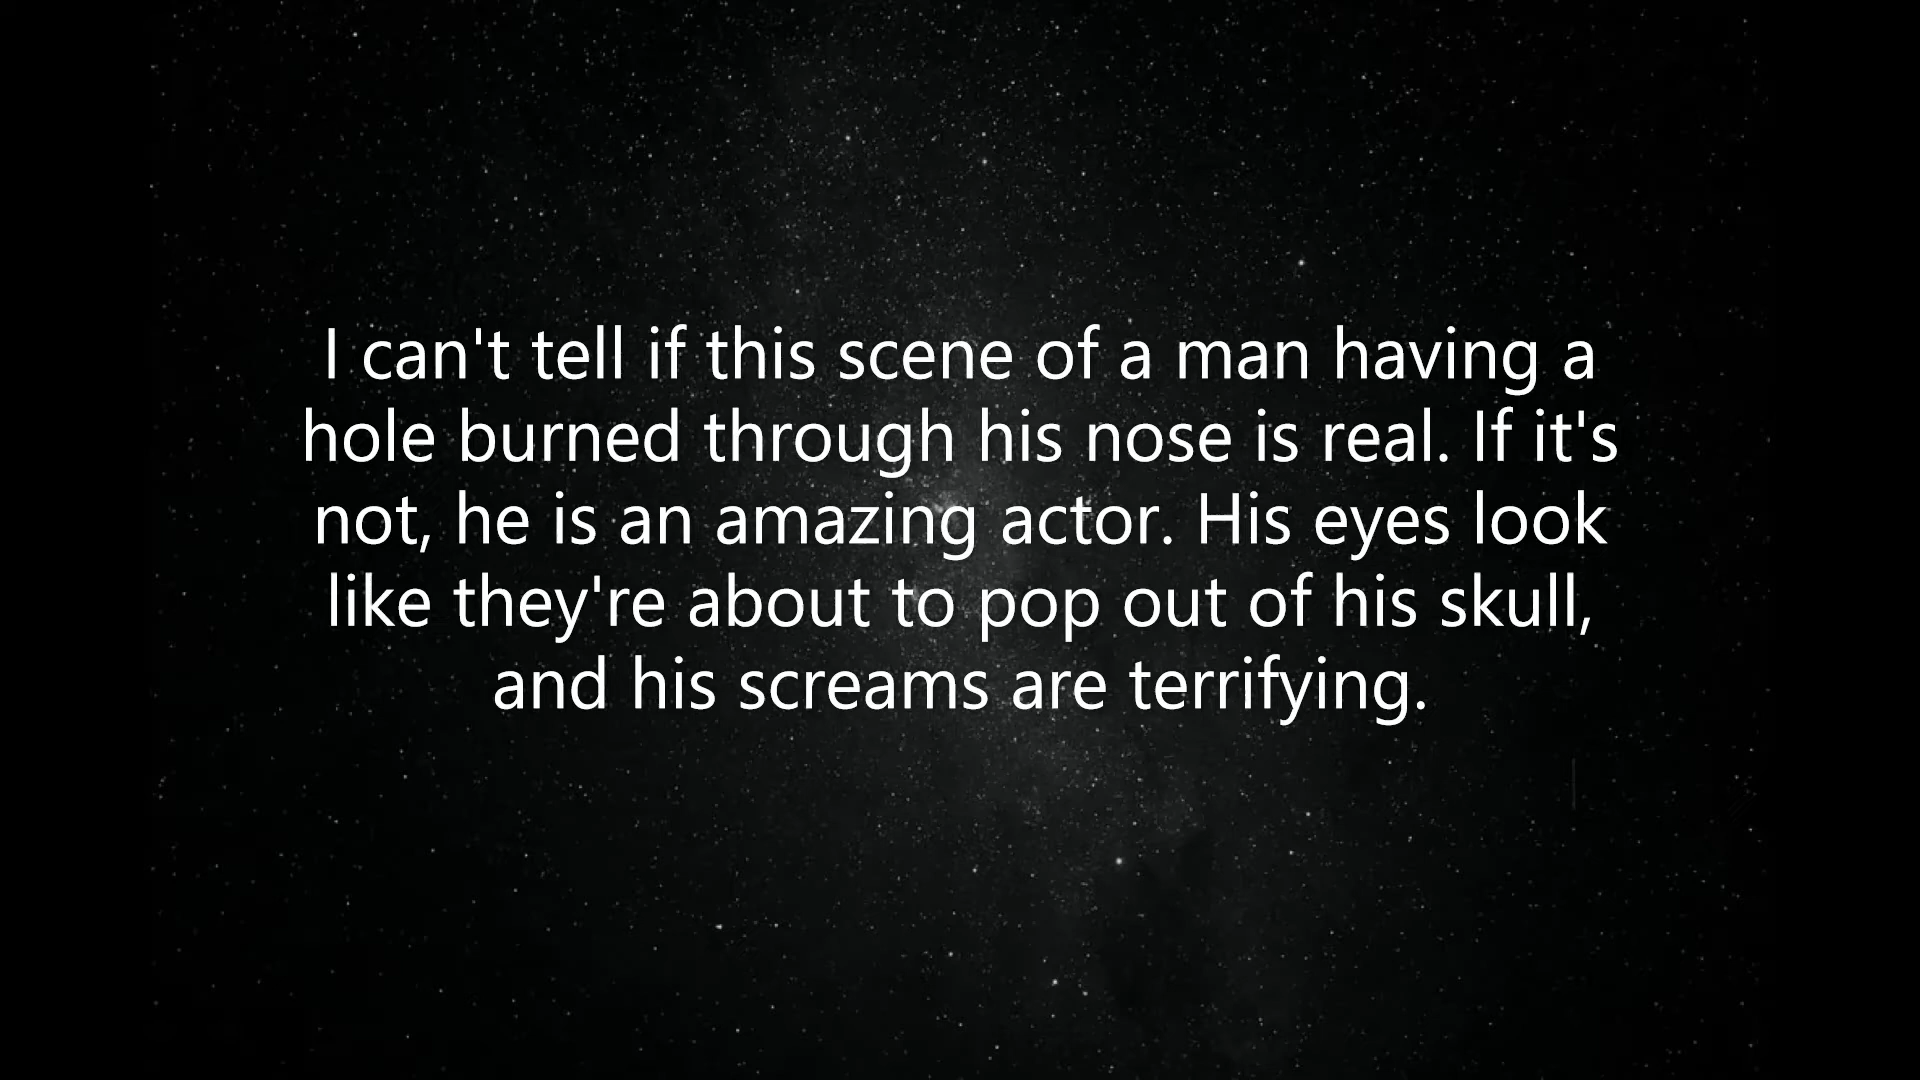 I can't tell if this scene of a man having a
hole burned through his nose is real. If it's
not, he is an amazing actor. His eyes look
like they're about to pop out of his skull,
and his screams are terrifying.